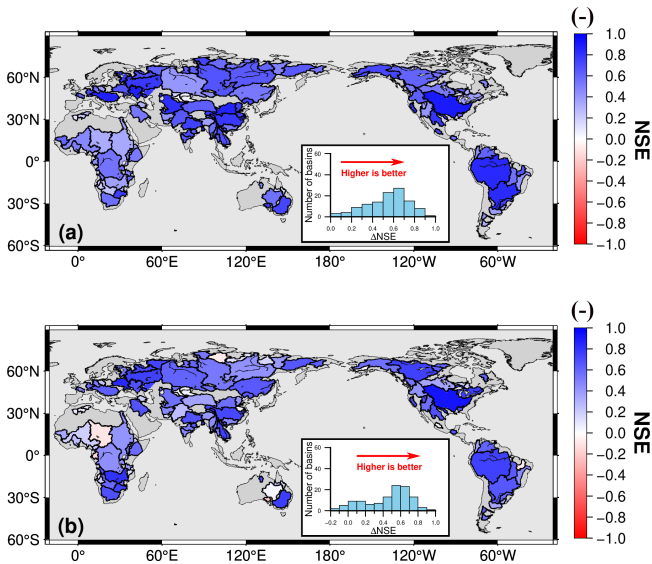 (-)
1.0
0.8
0.6
0.4
0.2
0.0
−0.2
−0.4
−0.6
−0.8
−1.0
NSE
60°N
30°N
0°
30°S
60°S
(a)
Number of basins
60
40
20
0
Higher is better
0.0 0.2 0.4 0.6 0.8 1.0
ΔNSE
0° 60°E 120°E 180° 120°W 60°W
(-)
1.0
0.8
0.6
0.4
0.2
0.0
−0.2
−0.4
−0.6
−0.8
−1.0
NSE
60°N
30°N
0°
30°S
60°S
(b)
Number of basins
60
40
20
0
Higher is better
−0.2 0.0 0.2 0.4 0.6 0.8 1.0
ΔNSE
0° 60°E 120°E 180° 120°W 60°W